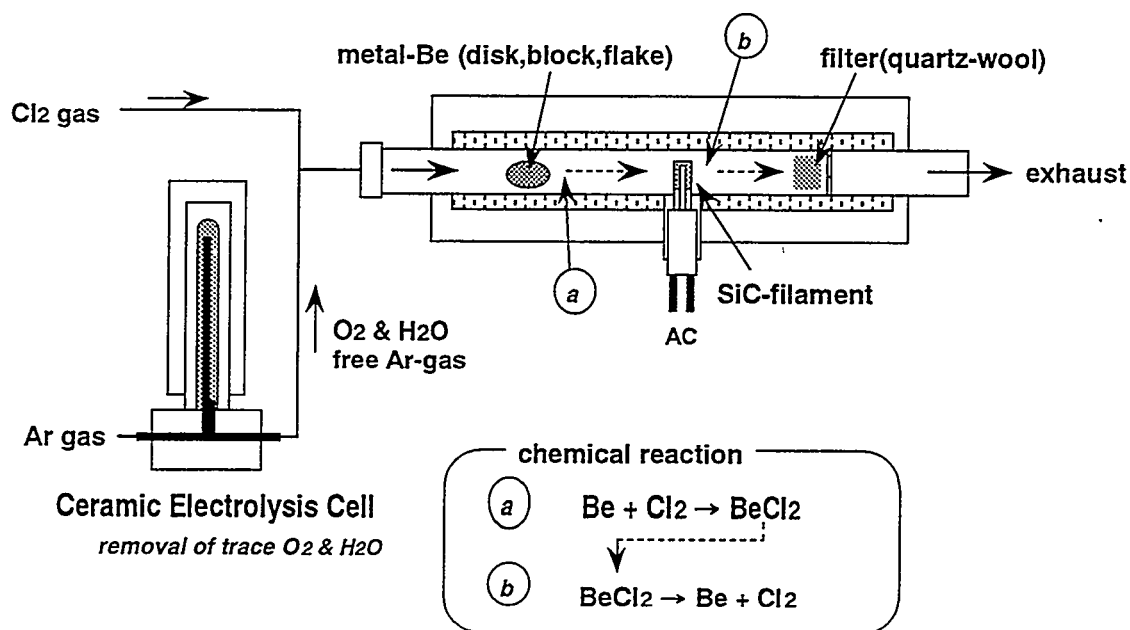 b
metal-Be (disk,block,flake)
filter(quartz-wool)
Cl2 gas
exhaust
a
SiC-filament
AC
O2 & H2O
free Ar-gas
Ar gas
Ceramic Electrolysis Cell
removal of trace O2 & H2O
chemical reaction
a Be + Cl2 → BeCl2
b BeCl2 → Be + Cl2